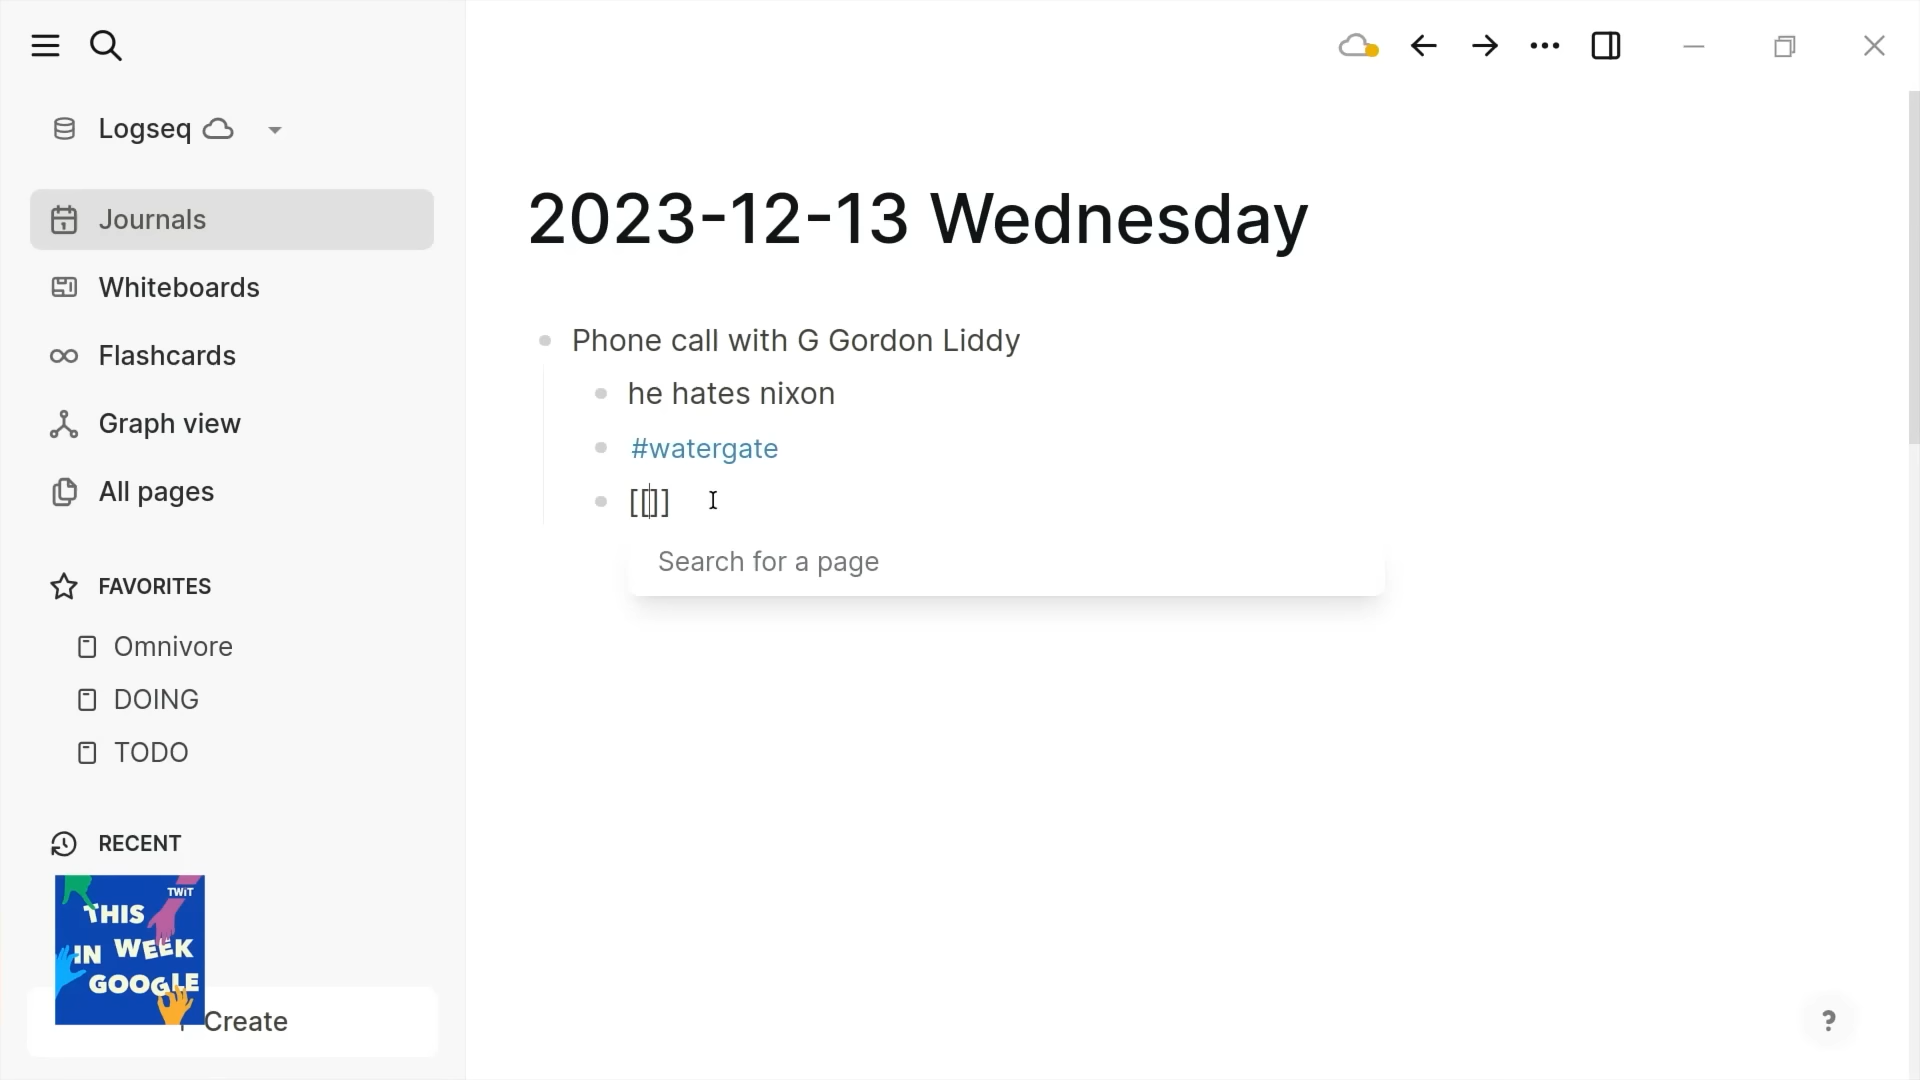 Logseq
Journals
Whiteboards
Flashcards
Graph view
All pages
FAVORITES
Omnivore
DOING
TODO
RECENT
TWiT
THIS
IN WEEK
GOOGLE
Create
2023-12-13 Wednesday
Phone call with G Gordon Liddy
he hates nixon
#watergate
[[]]
Search for a page
?